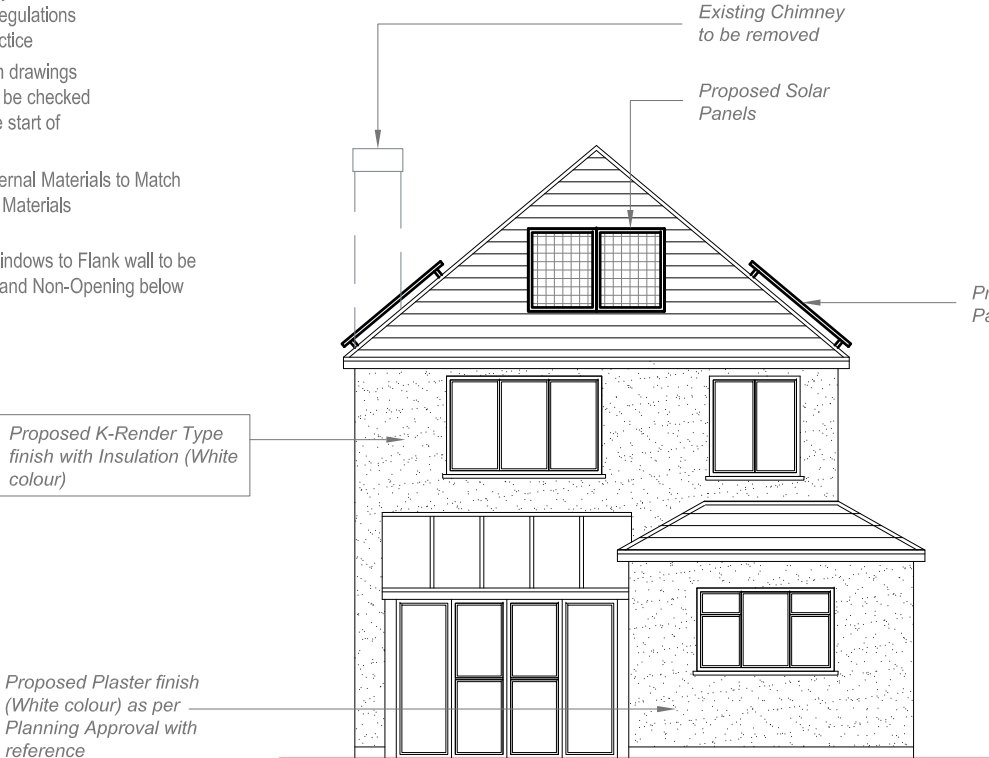 egulations
ctice
drawings
be checked
start of
ernal Materials to Match
Materials
indows to Flank wall to be
and Non-Opening below
Existing Chimney
to be removed
Proposed Solar
Panels
Pr
Pa
Proposed K-Render Type
finish with Insulation (White
colour)
Proposed Plaster finish
(White colour) as per
Planning Approval with
reference